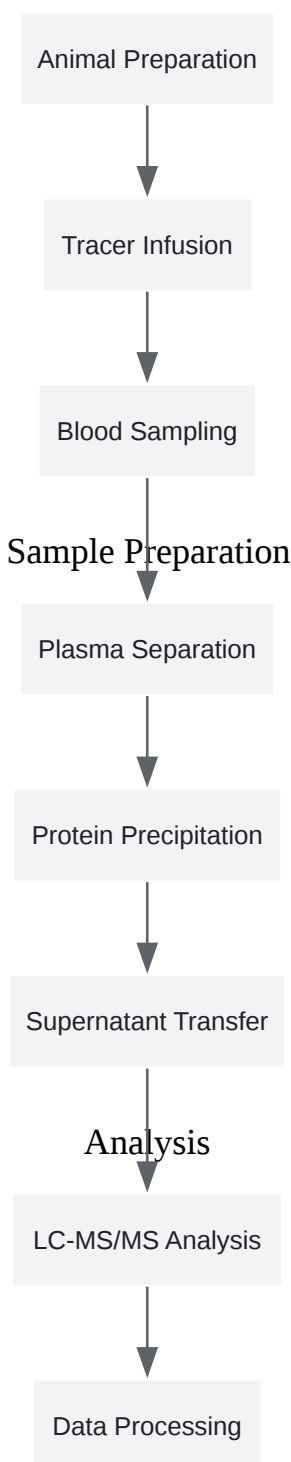 Animal Preparation
Tracer Infusion
Blood Sampling
Sample Preparation
Plasma Separation
Protein Precipitation
Supernatant Transfer
Analysis
LC-MS/MS Analysis
Data Processing